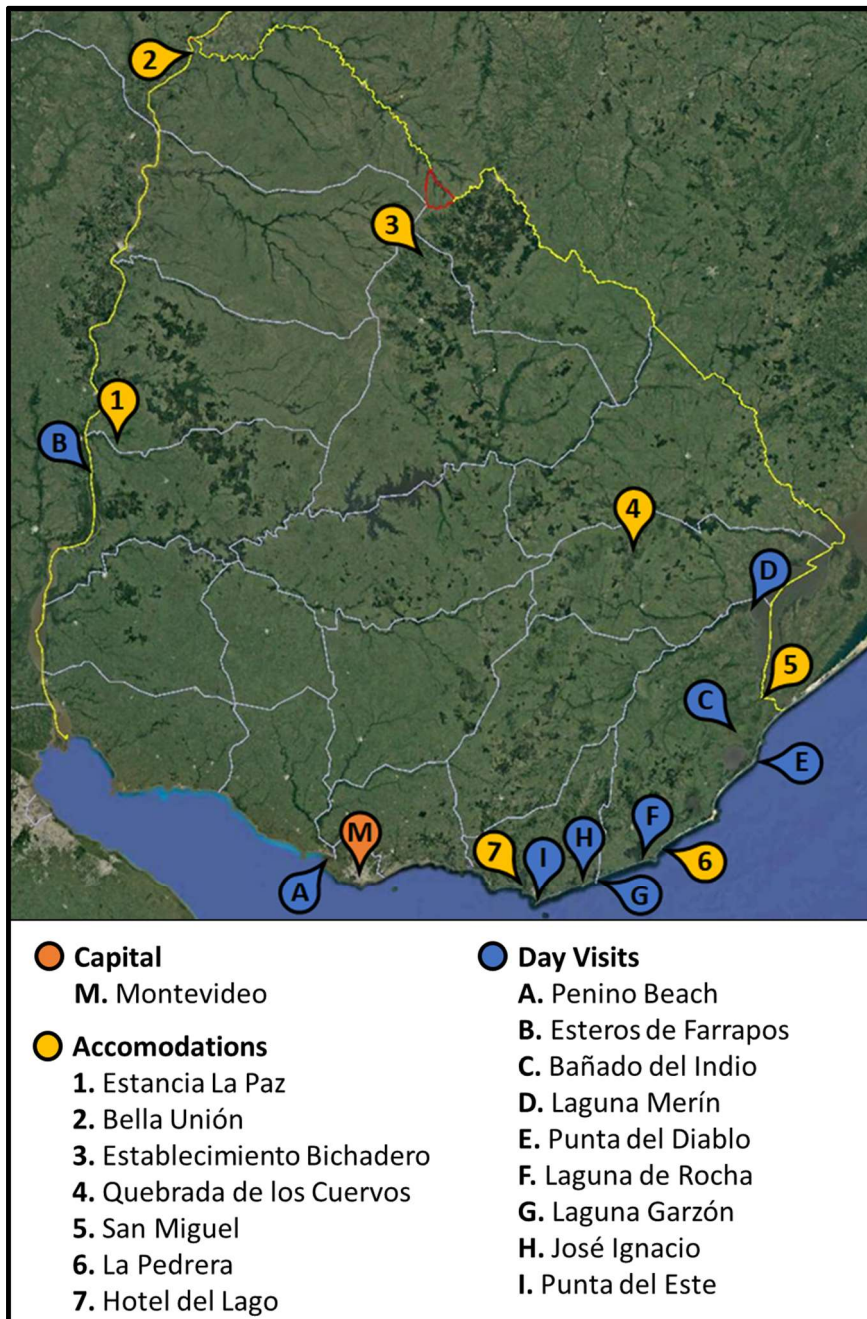 2
3
1
B
4
D
5
C
E
F
M
H
7
I
6
A
G
Capital
M. Montevideo
Accomodations
1. Estancia La Paz
2. Bella Unión
3. Establecimiento Bichadero
4. Quebrada de los Cuervos
5. San Miguel
6. La Pedrera
7. Hotel del Lago
Day Visits
A. Penino Beach
B. Esteros de Farrapos
C. Bañado del Indio
D. Laguna Merín
E. Punta del Diablo
F. Laguna de Rocha
G. Laguna Garzón
H. José Ignacio
I. Punta del Este